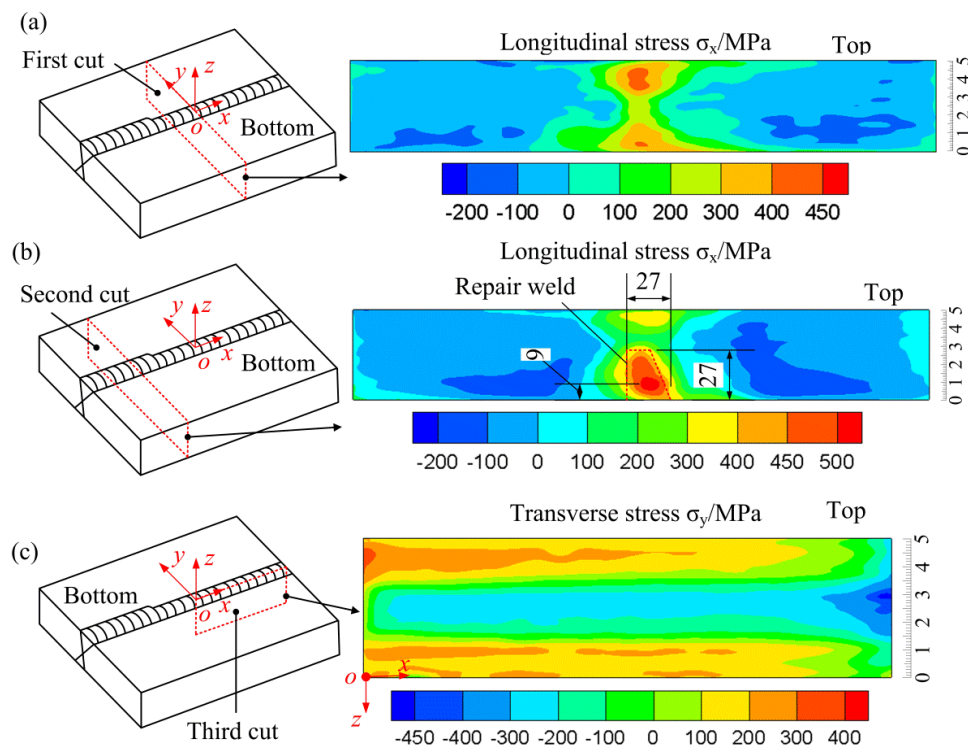 (a)
First cut
y
z
o
x
Bottom
Longitudinal stress σx/MPa
Top
0 1 2 3 4 5
-200 -100 0 100 200 300 400 450
(b)
Second cut
y
z
o
x
Bottom
Longitudinal stress σx/MPa
Repair weld
27
Top
9
27
0 1 2 3 4 5
-200 -100 0 100 200 300 400 450 500
(c)
Bottom
y
z
o
x
Third cut
Transverse stress σy/MPa
Top
0 1 2 3 4 5
o
x
z
-450 -400 -300 -200 -100 0 100 200 300 400